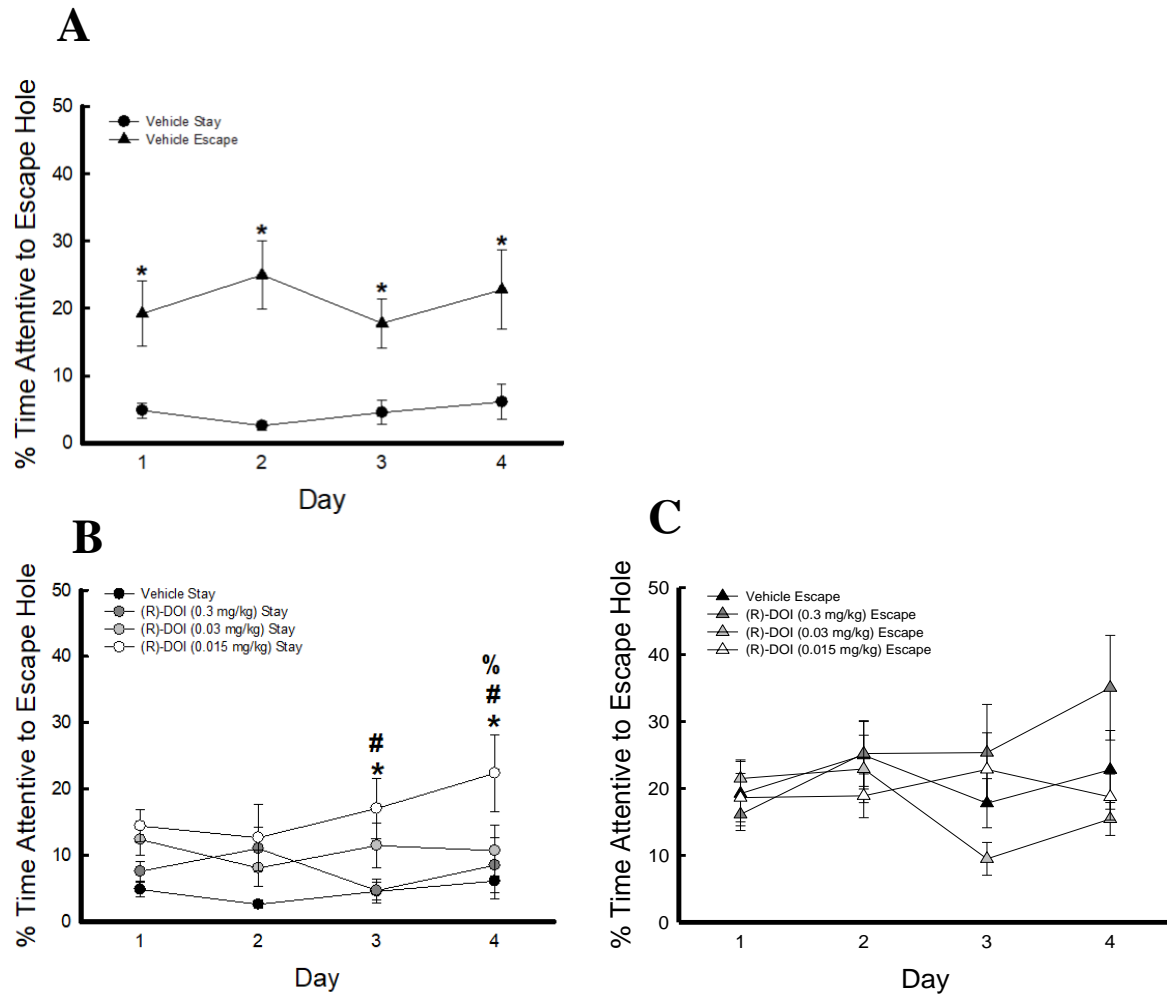 A
% Time Attentive to Escape Hole
50
40
30
20
10
0
Vehicle Stay
Vehicle Escape
*
*
*
*
1 2 3 4
Day
B
% Time Attentive to Escape Hole
50
40
30
20
10
0
Vehicle Stay
(R)-DOI (0.3 mg/kg) Stay
(R)-DOI (0.03 mg/kg) Stay
(R)-DOI (0.015 mg/kg) Stay
#
*
%
#
*
1 2 3 4
Day
C
% Time Attentive to Escape Hole
50
40
30
20
10
0
Vehicle Escape
(R)-DOI (0.3 mg/kg) Escape
(R)-DOI (0.03 mg/kg) Escape
(R)-DOI (0.015 mg/kg) Escape
1 2 3 4
Day